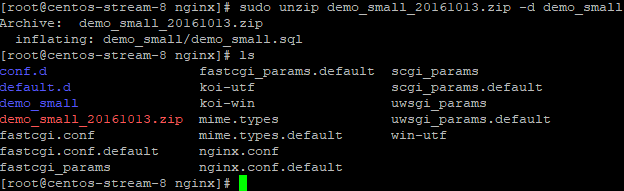 [root@centos-stream-8 nginx]# sudo unzip demo_small_20161013.zip -d demo_small
Archive:  demo_small_20161013.zip
  inflating: demo_small/demo_small.sql
[root@centos-stream-8 nginx]# ls
conf.d                   fastcgi_params.default  scgi_params
default.d                koi-utf                 scgi_params.default
demo_small               koi-win                 uwsgi_params
demo_small_20161013.zip  mime.types              uwsgi_params.default
fastcgi.conf             mime.types.default      win-utf
fastcgi.conf.default     nginx.conf
fastcgi_params           nginx.conf.default
[root@centos-stream-8 nginx]#